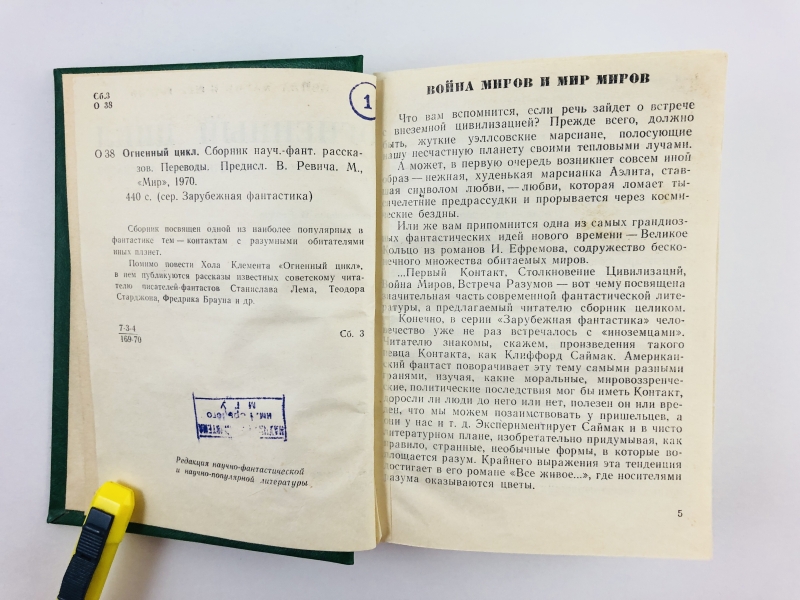 Сб.3
О 38
1
О 38 Огненный цикл. Сборник науч.-фант. расска-
зов. Переводы. Предисл. В. Ревича. М.,
«Мир», 1970.
440 с. (сер. Зарубежная фантастика)
Сборник посвящен одной из наиболее популярных в
фантастике тем — контактам с разумными обитателями
иных планет.
Помимо повести Хола Клемента «Огненный цикл»,
в нем публикуются рассказы известных советскому чита-
телю писателей-фантастов Станислава Лема, Теодора
Старджона, Фредрика Брауна и др.
7-3-4
169-70
Сб. 3
МГУ
Редакция научно-фантастической
и научно-популярной литературы
ВОЙНА МИРОВ И МИР МИРОВ
Что вам вспомнится, если речь зайдет о встрече
с внеземной цивилизацией? Прежде всего, должно
быть, жуткие уэллсовские марсиане, полосующие
нашу несчастную планету своими тепловыми лучами.
А может, в первую очередь возникнет совсем иной
образ — нежная, худенькая марсианка Аэлита, став-
шая символом любви, — любви, которая ломает ты-
сячелетние предрассудки и прорывается через косми-
ческие бездны.
Или же вам припомнится одна из самых грандиоз-
ных фантастических идей нового времени — Великое
Кольцо из романов И. Ефремова, содружество беско-
нечного множества обитаемых миров.
...Первый Контакт, Столкновение Цивилизаций,
Война Миров, Встреча Разумов — вот чему посвящена
значительная часть современной фантастической лите-
ратуры, а предлагаемый читателю сборник целиком.
Конечно, в серии «Зарубежная фантастика» чело-
вечество уже не раз встречалось с «иноземцами».
Читателю знакомы, скажем, произведения такого
певца Контакта, как Клиффорд Саймак. Американ-
ский фантаст поворачивает эту тему самыми разными
гранями, изучая, какие моральные, мировоззренче-
ские, политические последствия мог бы иметь Контакт,
доросли ли люди до него или нет, полезен он или вре-
ден, что мы можем позаимствовать у пришельцев, а
они у нас и т. д. Экспериментирует Саймак и в чисто
литературном плане, изобретательно придумывая, как
правило, странные, необычные формы, в которые во-
площается разум. Крайнего выражения эта тенденция
достигает в его романе «Все живое...», где носителями
разума оказываются цветы.
5